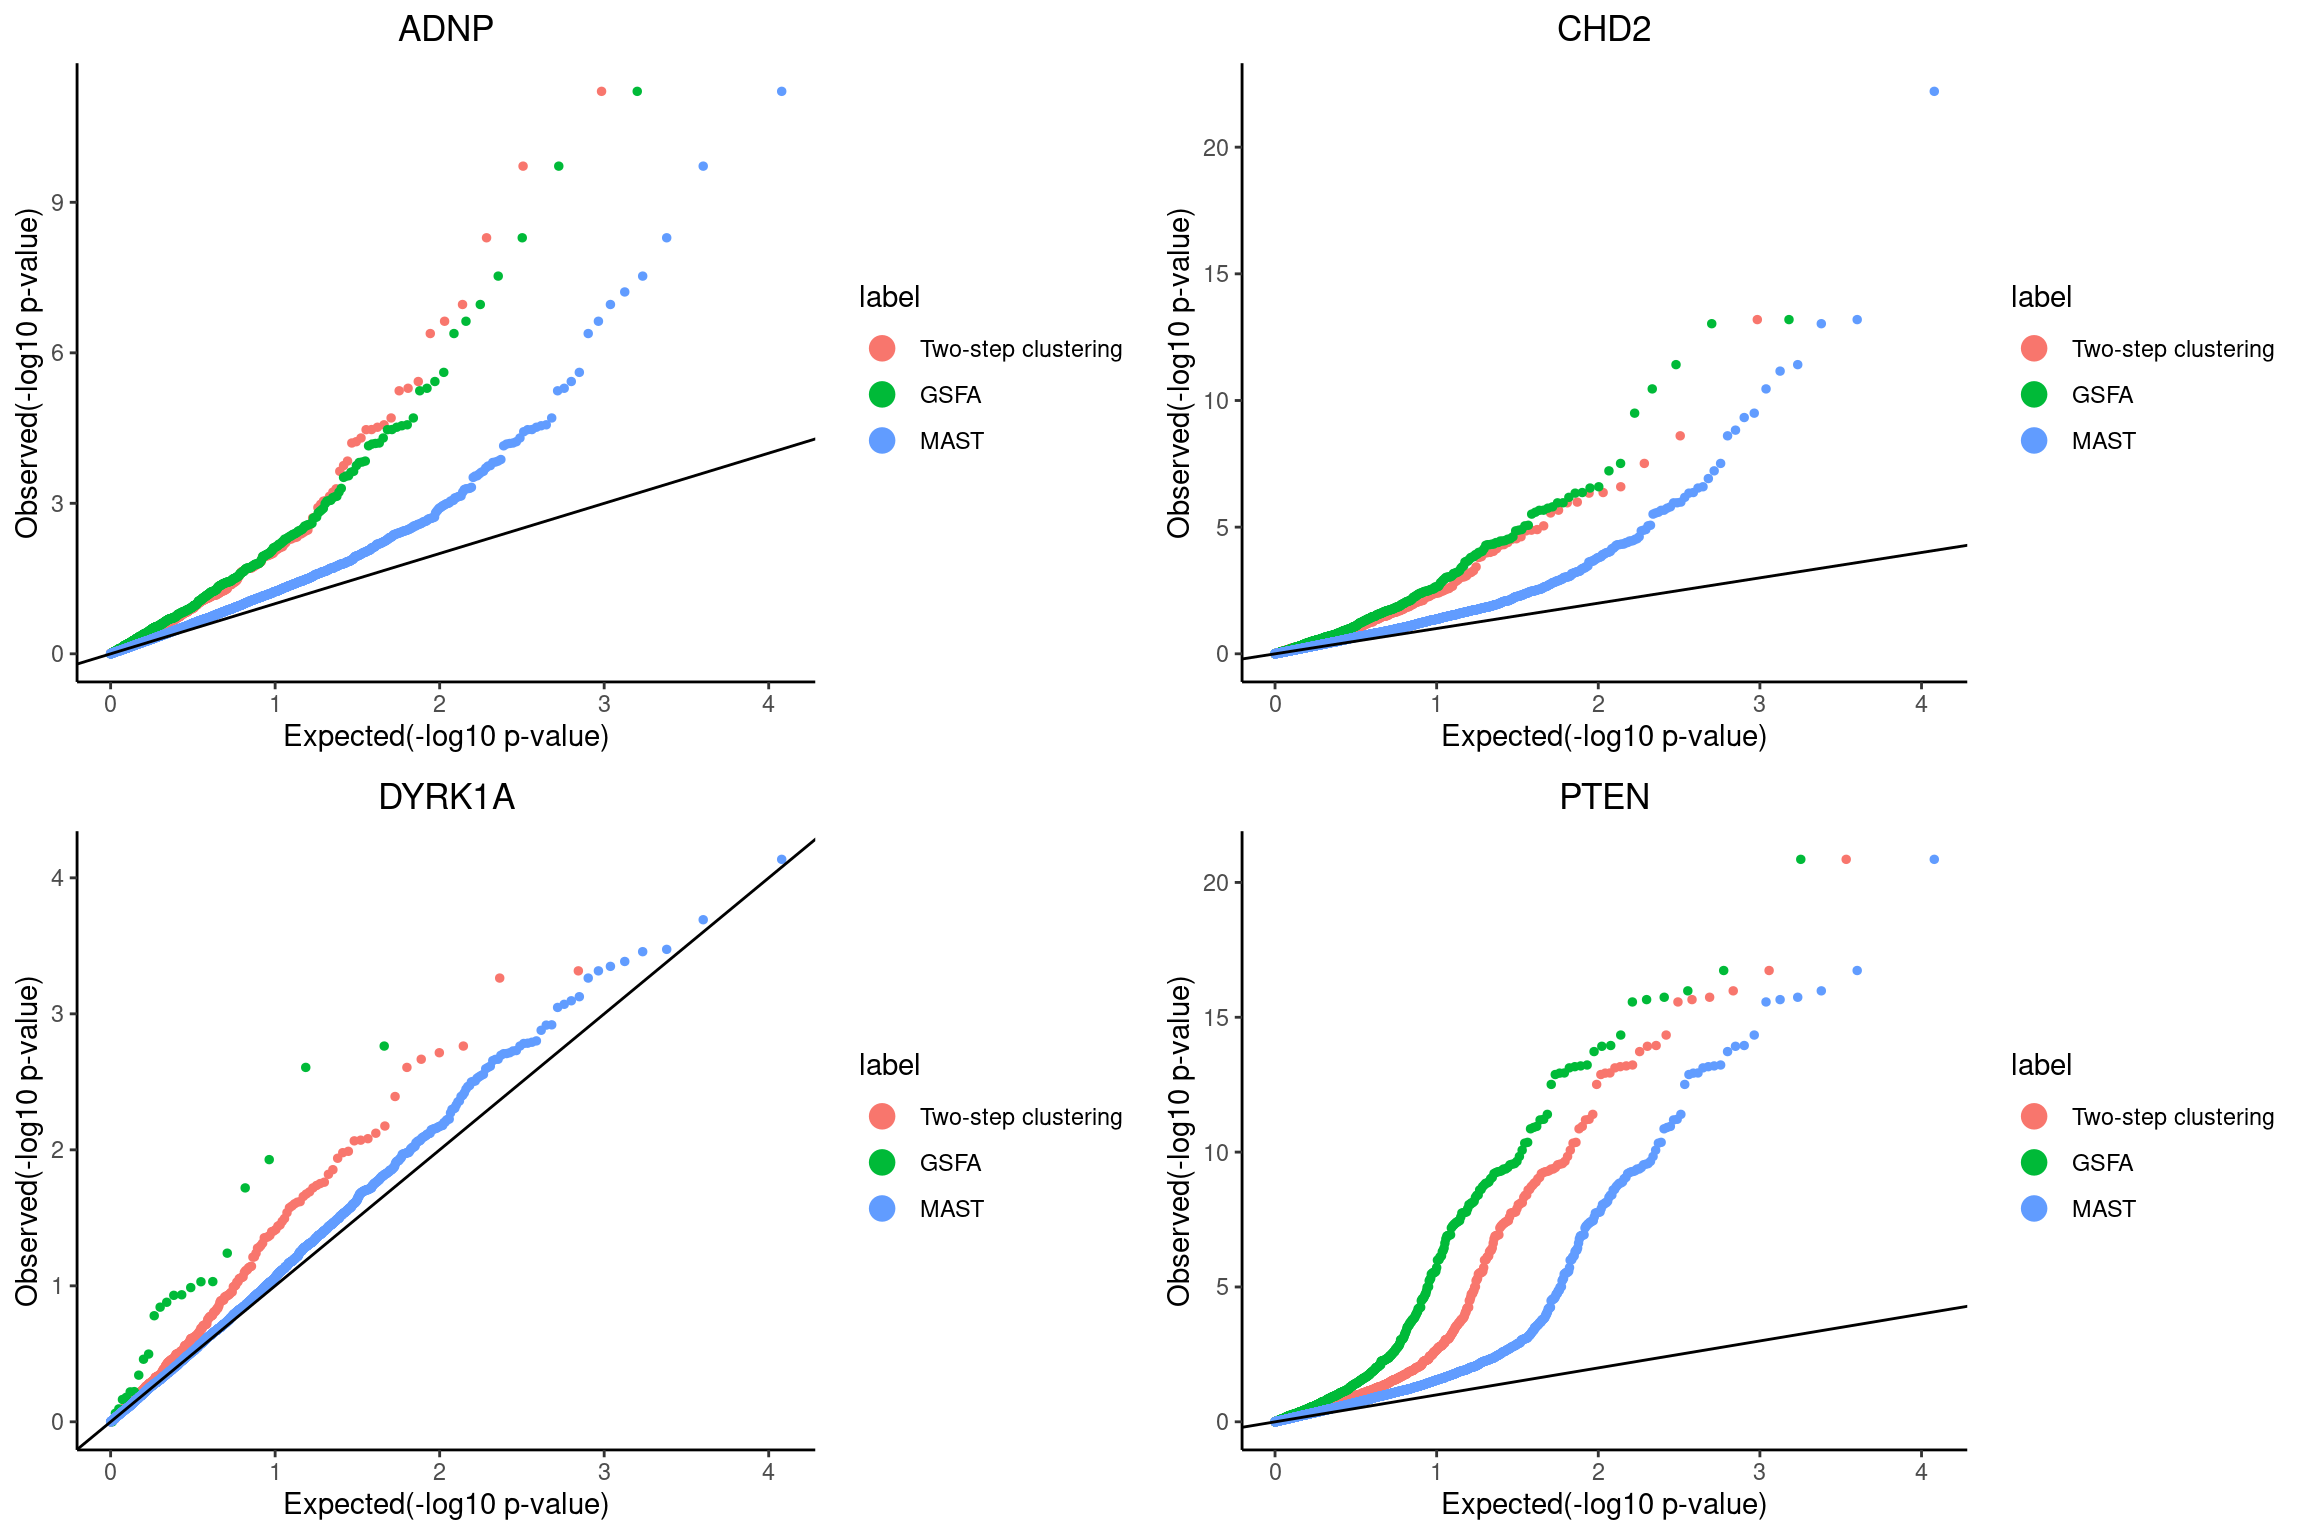 ADNP
Observed(-log10 p-value)
9
6
3
0
0 1 2 3 4
Expected(-log10 p-value)
label
Two-step clustering
GSFA
MAST
CHD2
Observed(-log10 p-value)
20
15
10
5
0
0 1 2 3 4
Expected(-log10 p-value)
label
Two-step clustering
GSFA
MAST
DYRK1A
Observed(-log10 p-value)
4
3
2
1
0
0 1 2 3 4
Expected(-log10 p-value)
label
Two-step clustering
GSFA
MAST
PTEN
Observed(-log10 p-value)
20
15
10
5
0
0 1 2 3 4
Expected(-log10 p-value)
label
Two-step clustering
GSFA
MAST